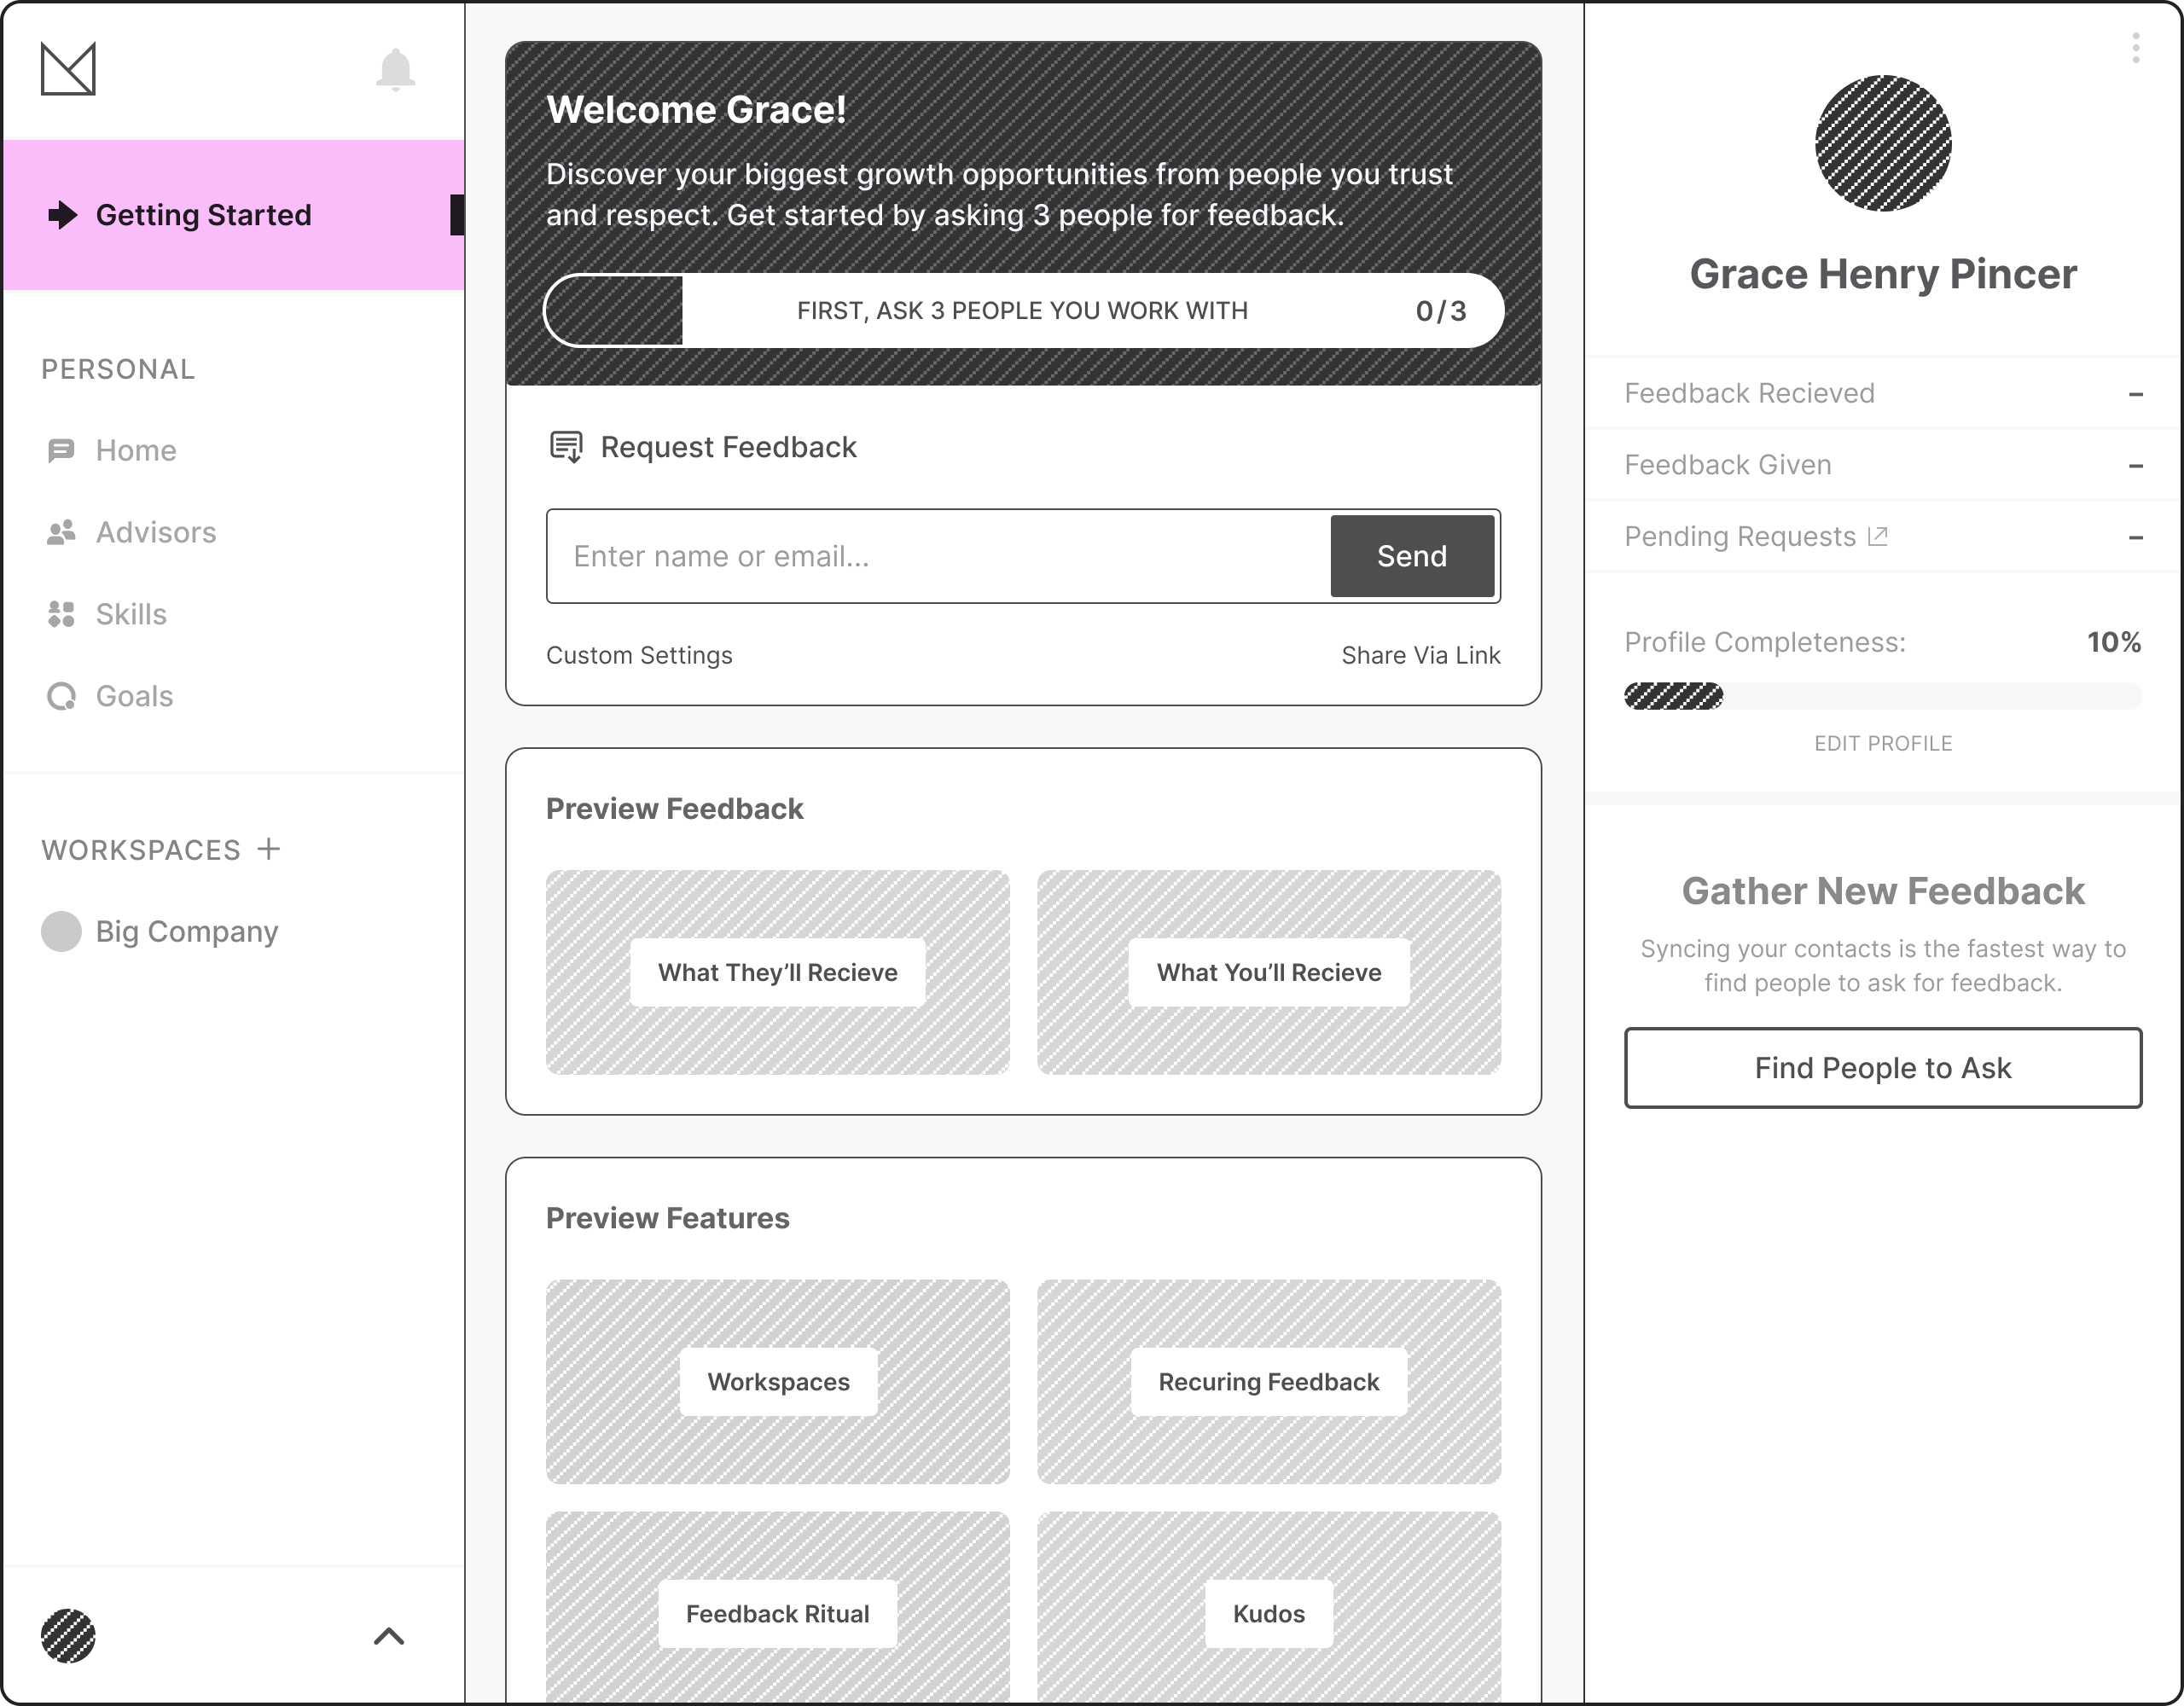 Getting Started
PERSONAL
Home
Advisors
Skills
Goals
WORKSPACES
Big Company
Welcome Grace!
Discover your biggest growth opportunities from people you trust
and respect. Get started by asking 3 people for feedback.
FIRST, ASK 3 PEOPLE YOU WORK WITH 0/3
Request Feedback
Enter name or email... Send
Custom Settings Share Via Link
Preview Feedback
What They’ll Recieve What You’ll Recieve
Preview Features
Workspaces Recuring Feedback
Feedback Ritual Kudos
Grace Henry Pincer
Feedback Recieved –
Feedback Given –
Pending Requests –
Profile Completeness: 10%
EDIT PROFILE
Gather New Feedback
Syncing your contacts is the fastest way to
find people to ask for feedback.
Find People to Ask